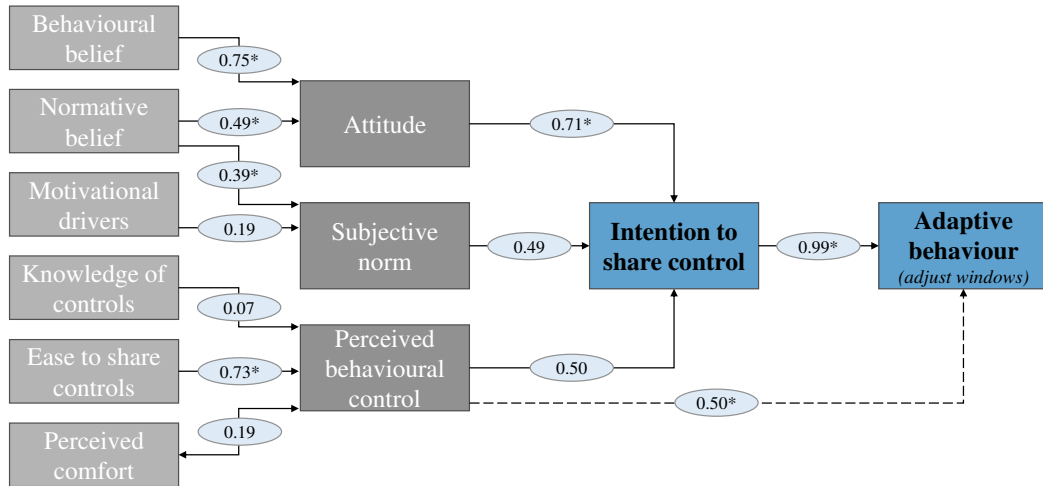 Behavioural
belief
0.75*
Normative
belief
0.49*
Attitude
0.71*
0.39*
Motivational
drivers
0.19
Subjective
norm
0.49
Intention to
share control
0.99*
Adaptive
behaviour
(adjust windows)
Knowledge of
controls
0.07
Ease to share
controls
0.73*
Perceived
behavioural
control
0.50
0.50*
Perceived
comfort
0.19